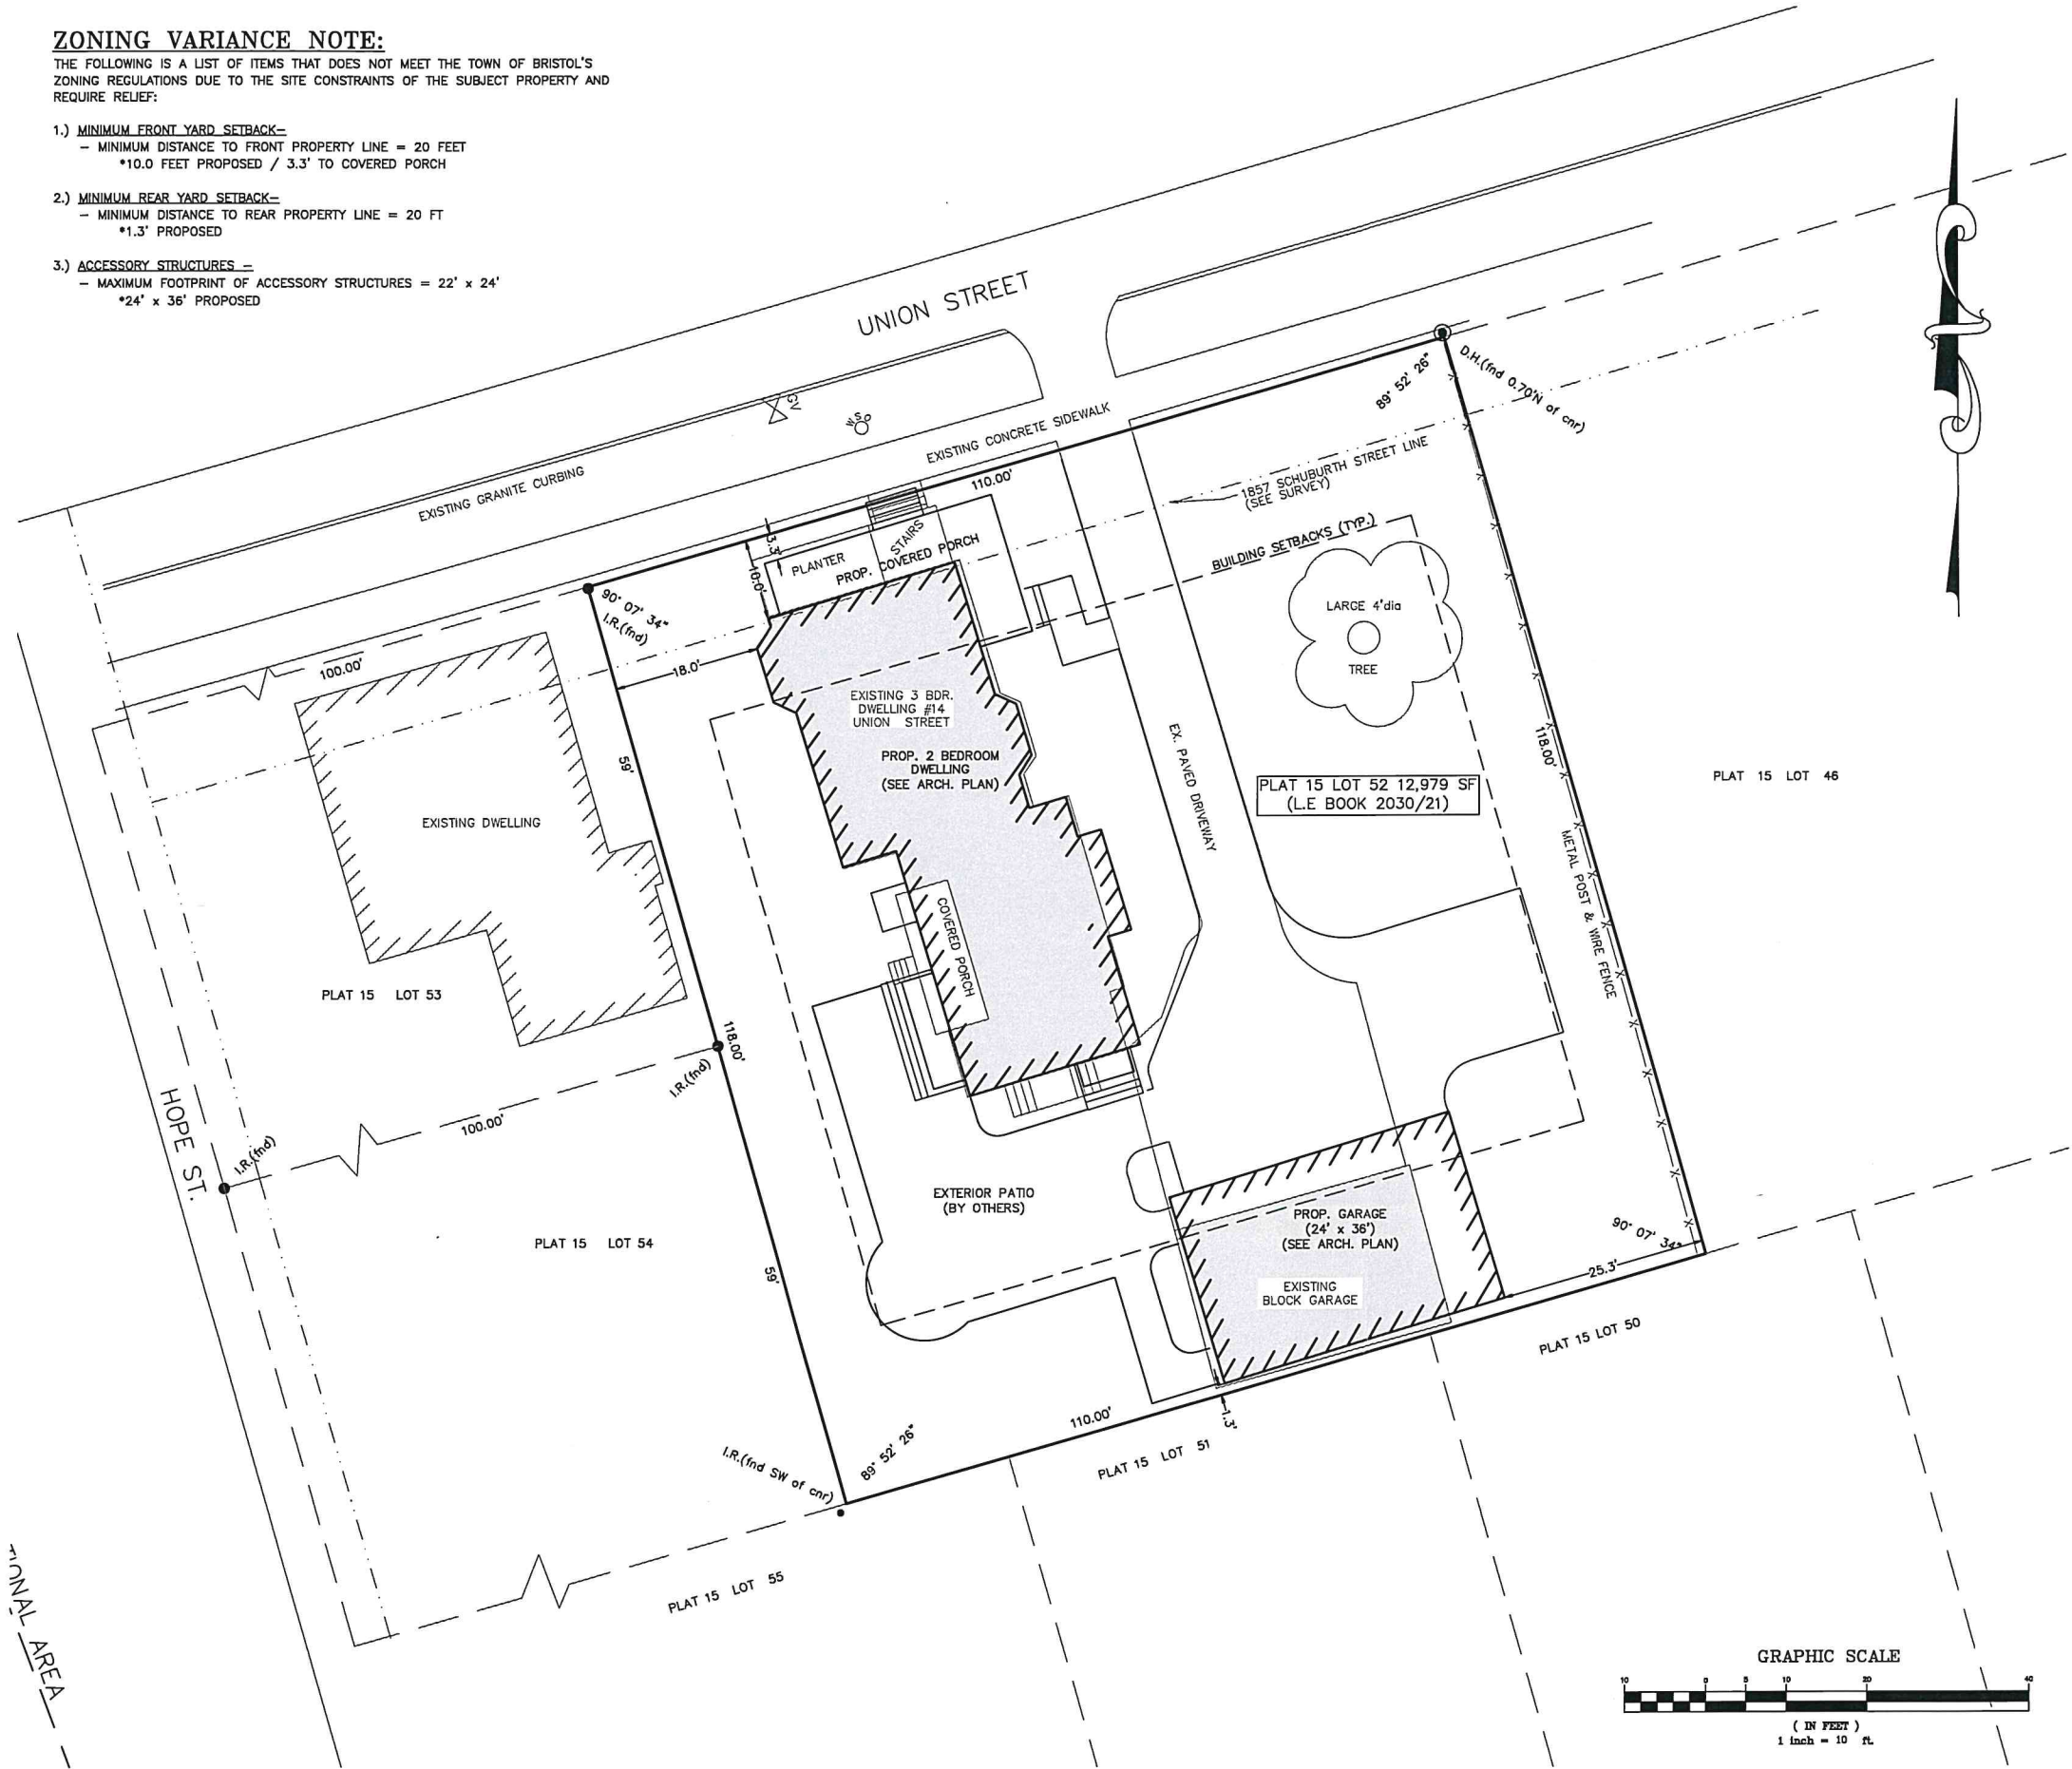 ZONING VARIANCE NOTE:
THE FOLLOWING IS A LIST OF ITEMS THAT DOES NOT MEET THE TOWN OF BRISTOL'S
ZONING REGULATIONS DUE TO THE SITE CONSTRAINTS OF THE SUBJECT PROPERTY AND
REQUIRE RELIEF:
1.) MINIMUM FRONT YARD SETBACK–
– MINIMUM DISTANCE TO FRONT PROPERTY LINE = 20 FEET
*10.0 FEET PROPOSED / 3.3' TO COVERED PORCH
2.) MINIMUM REAR YARD SETBACK–
– MINIMUM DISTANCE TO REAR PROPERTY LINE = 20 FT
*1.3' PROPOSED
3.) ACCESSORY STRUCTURES –
– MAXIMUM FOOTPRINT OF ACCESSORY STRUCTURES = 22' x 24'
*24' x 36' PROPOSED
UNION STREET
GV
WSO
EXISTING GRANITE CURBING
EXISTING CONCRETE SIDEWALK
110.00'
89° 52' 26"
D.H.(fnd 0.70'N of cnr)
1857 SCHUBURTH STREET LINE
(SEE SURVEY)
BUILDING SETBACKS (TYP.)
3.3'
10.0'
PLANTER
STAIRS
PROP. COVERED PORCH
90° 07' 34"
I.R.(fnd)
18.0'
100.00'
59'
LARGE 4'dia
TREE
EXISTING 3 BDR.
DWELLING #14
UNION STREET
PROP. 2 BEDROOM
DWELLING
(SEE ARCH. PLAN)
EX. PAVED DRIVEWAY
PLAT 15 LOT 52 12,979 SF
(L.E BOOK 2030/21)
118.00'
PLAT 15 LOT 46
METAL POST & WIRE FENCE
EXISTING DWELLING
COVERED PORCH
PLAT 15 LOT 53
118.00'
I.R.(fnd)
100.00'
HOPE ST.
I.R.(fnd)
EXTERIOR PATIO
(BY OTHERS)
PLAT 15 LOT 54
59'
PROP. GARAGE
(24' x 36')
(SEE ARCH. PLAN)
EXISTING
BLOCK GARAGE
90° 07' 34"
25.3'
PLAT 15 LOT 50
110.00'
1.3'
PLAT 15 LOT 51
89° 52' 26"
I.R.(fnd SW of cnr)
PLAT 15 LOT 55
AREA
GRAPHIC SCALE
10 0 5 10 20 40
( IN FEET )
1 inch = 10 ft.